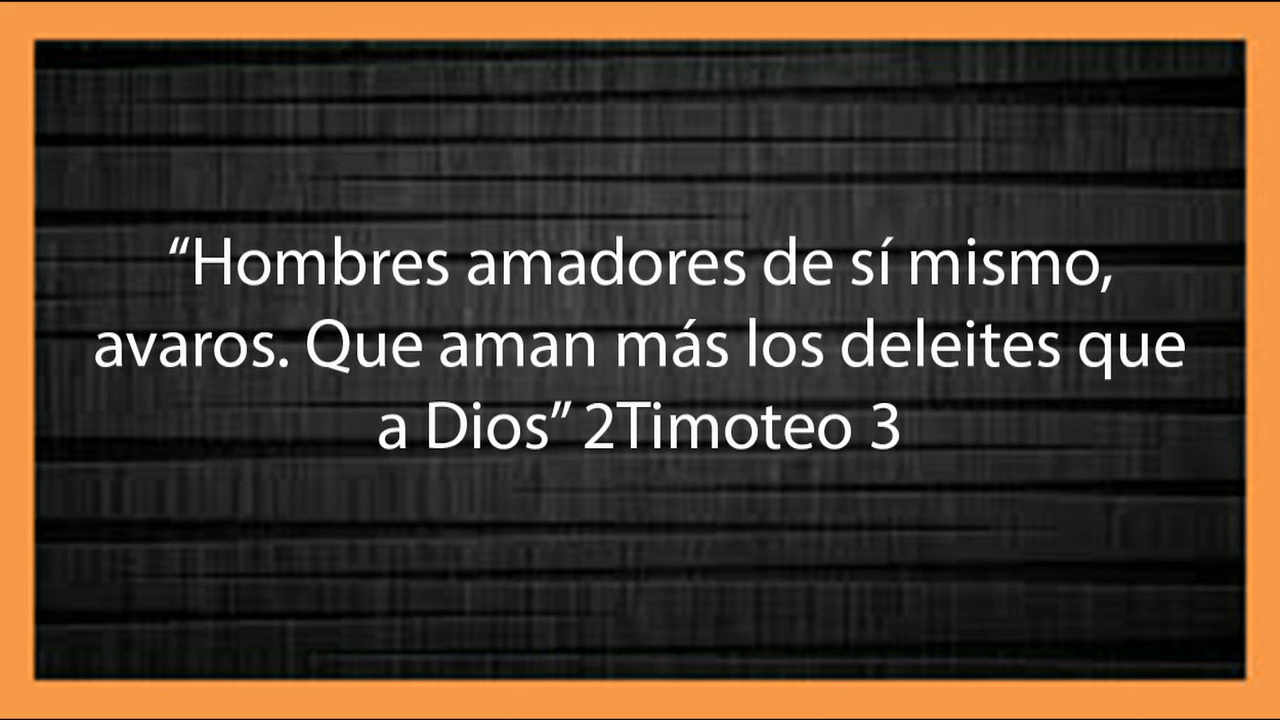 “Hombres amadores de sí mismo,
avaros. Que aman más los deleites que
a Dios” 2Timoteo 3